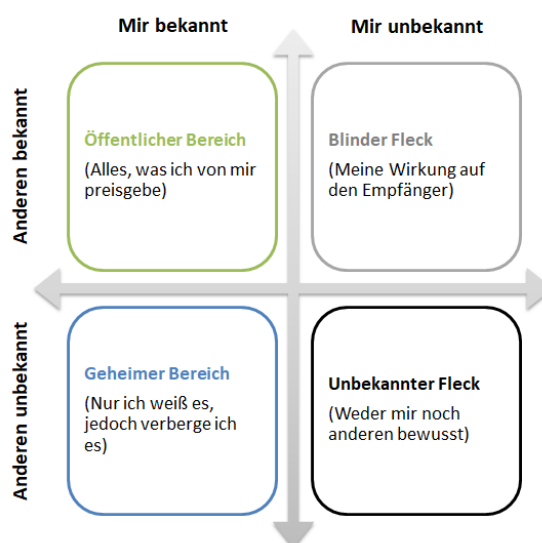 Mir bekannt
Mir unbekannt
Anderen bekannt
Öffentlicher Bereich
(Alles, was ich von mir
preisgebe)
Blinder Fleck
(Meine Wirkung auf
den Empfänger)
Anderen unbekannt
Geheimer Bereich
(Nur ich weiß es,
jedoch verberge ich
es)
Unbekannter Fleck
(Weder mir noch
anderen bewusst)